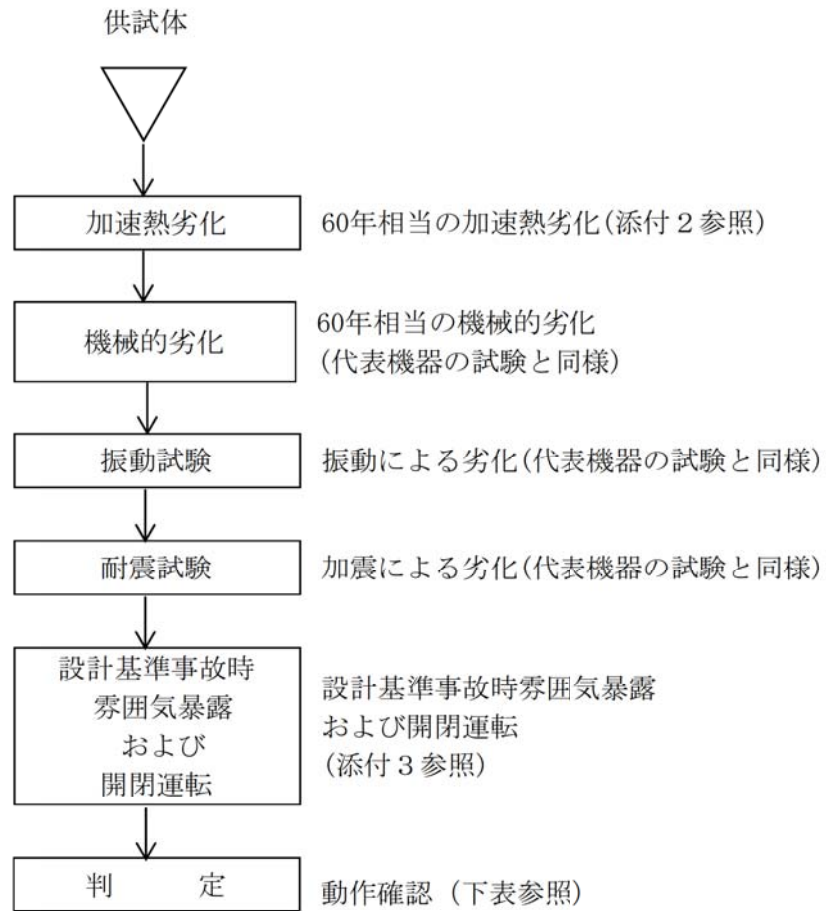 供試体
加速熱劣化
60年相当の加速熱劣化(添付２参照)
機械的劣化
60年相当の機械的劣化
(代表機器の試験と同様)
振動試験
振動による劣化(代表機器の試験と同様)
耐震試験
加震による劣化(代表機器の試験と同様)
設計基準事故時
雰囲気暴露
および
開閉運転
設計基準事故時雰囲気暴露
および開閉運転
(添付３参照)
判　　定
動作確認（下表参照）